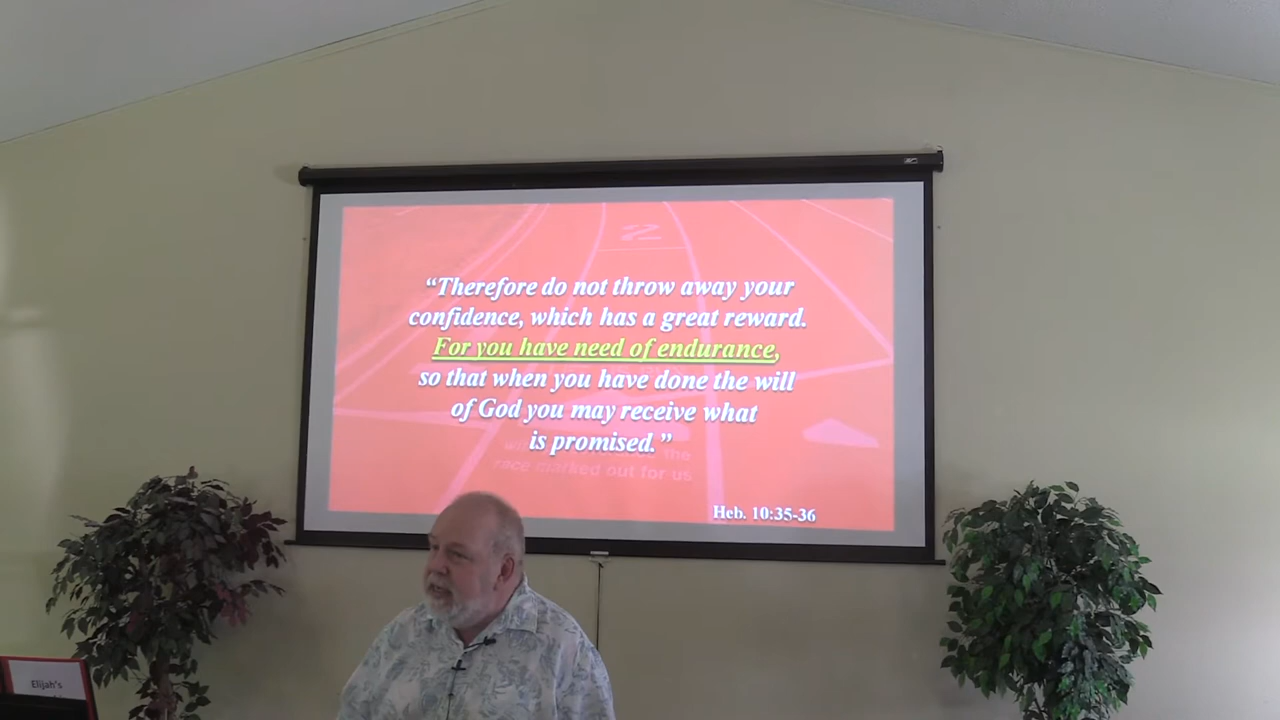 2
“Therefore do not throw away your
confidence, which has a great reward.
For you have need of endurance,
so that when you have done the will
of God you may receive what
is promised.”
the
race marked out for us
Heb. 10:35-36
Elijah's